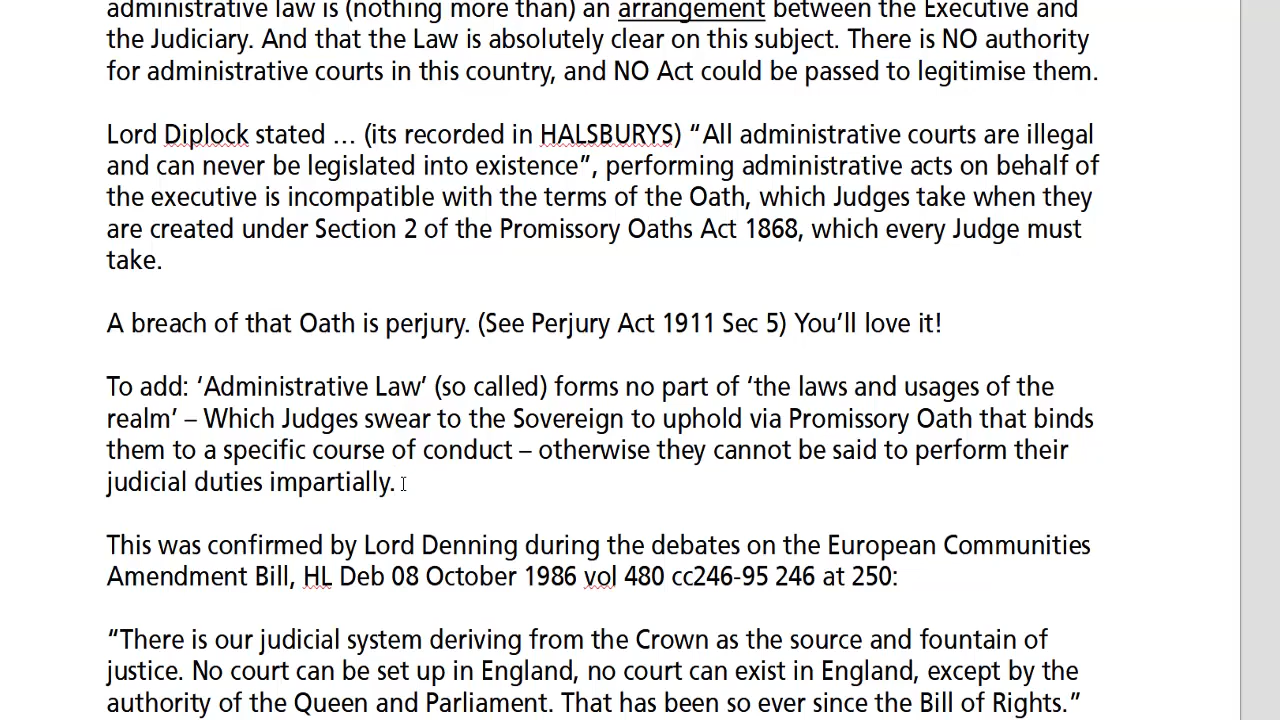 administrative law is (nothing more than) an arrangement between the Executive and
the Judiciary. And that the Law is absolutely clear on this subject. There is NO authority
for administrative courts in this country, and NO Act could be passed to legitimise them.
Lord Diplock stated … (its recorded in HALSBURYS) “All administrative courts are illegal
and can never be legislated into existence”, performing administrative acts on behalf of
the executive is incompatible with the terms of the Oath, which Judges take when they
are created under Section 2 of the Promissory Oaths Act 1868, which every Judge must
take.
A breach of that Oath is perjury. (See Perjury Act 1911 Sec 5) You’ll love it!
To add: ‘Administrative Law’ (so called) forms no part of ‘the laws and usages of the
realm’ – Which Judges swear to the Sovereign to uphold via Promissory Oath that binds
them to a specific course of conduct – otherwise they cannot be said to perform their
judicial duties impartially.
This was confirmed by Lord Denning during the debates on the European Communities
Amendment Bill, HL Deb 08 October 1986 vol 480 cc246-95 246 at 250:
“There is our judicial system deriving from the Crown as the source and fountain of
justice. No court can be set up in England, no court can exist in England, except by the
authority of the Queen and Parliament. That has been so ever since the Bill of Rights.”